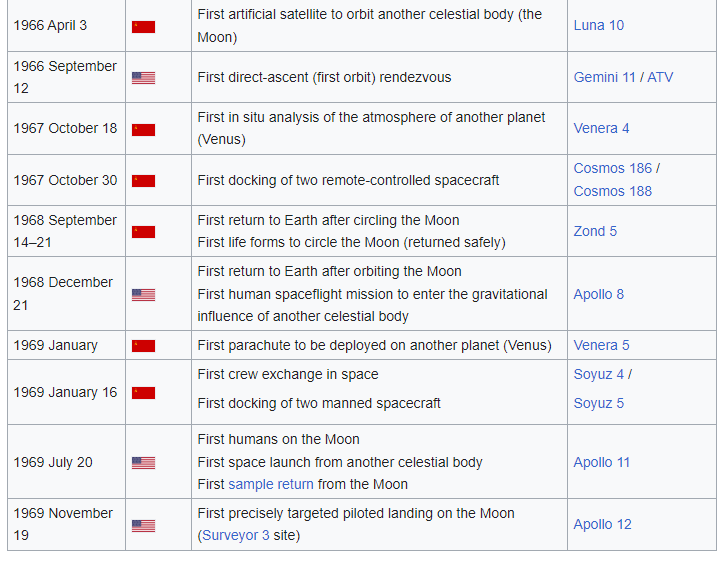 1966 April 3
First artificial satellite to orbit another celestial body (the
Moon)
Luna 10
1966 September
12
First direct-ascent (first orbit) rendezvous
Gemini 11 / ATV
1967 October 18
First in situ analysis of the atmosphere of another planet
(Venus)
Venera 4
1967 October 30
First docking of two remote-controlled spacecraft
Cosmos 186 /
Cosmos 188
1968 September
14–21
First return to Earth after circling the Moon
First life forms to circle the Moon (returned safely)
Zond 5
1968 December
21
First return to Earth after orbiting the Moon
First human spaceflight mission to enter the gravitational
influence of another celestial body
Apollo 8
1969 January
First parachute to be deployed on another planet (Venus)
Venera 5
1969 January 16
First crew exchange in space
First docking of two manned spacecraft
Soyuz 4 /
Soyuz 5
1969 July 20
First humans on the Moon
First space launch from another celestial body
First sample return from the Moon
Apollo 11
1969 November
19
First precisely targeted piloted landing on the Moon
(Surveyor 3 site)
Apollo 12